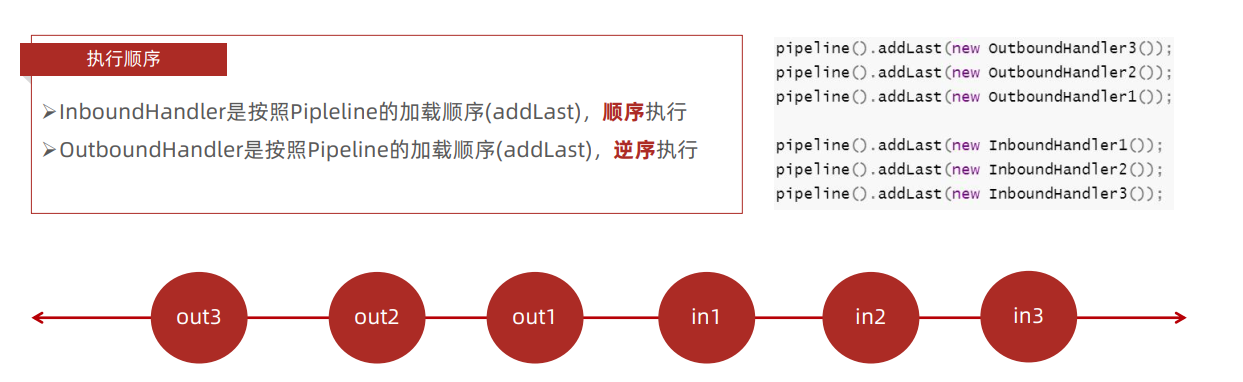 执行顺序
➢InboundHandler是按照Pipleline的加载顺序(addLast)，顺序执行
➢OutboundHandler是按照Pipeline的加载顺序(addLast)，逆序执行
pipeline().addLast(new OutboundHandler3());
pipeline().addLast(new OutboundHandler2());
pipeline().addLast(new OutboundHandler1());
pipeline().addLast(new InboundHandler1());
pipeline().addLast(new InboundHandler2());
pipeline().addLast(new InboundHandler3());
out3 out2 out1 in1 in2 in3